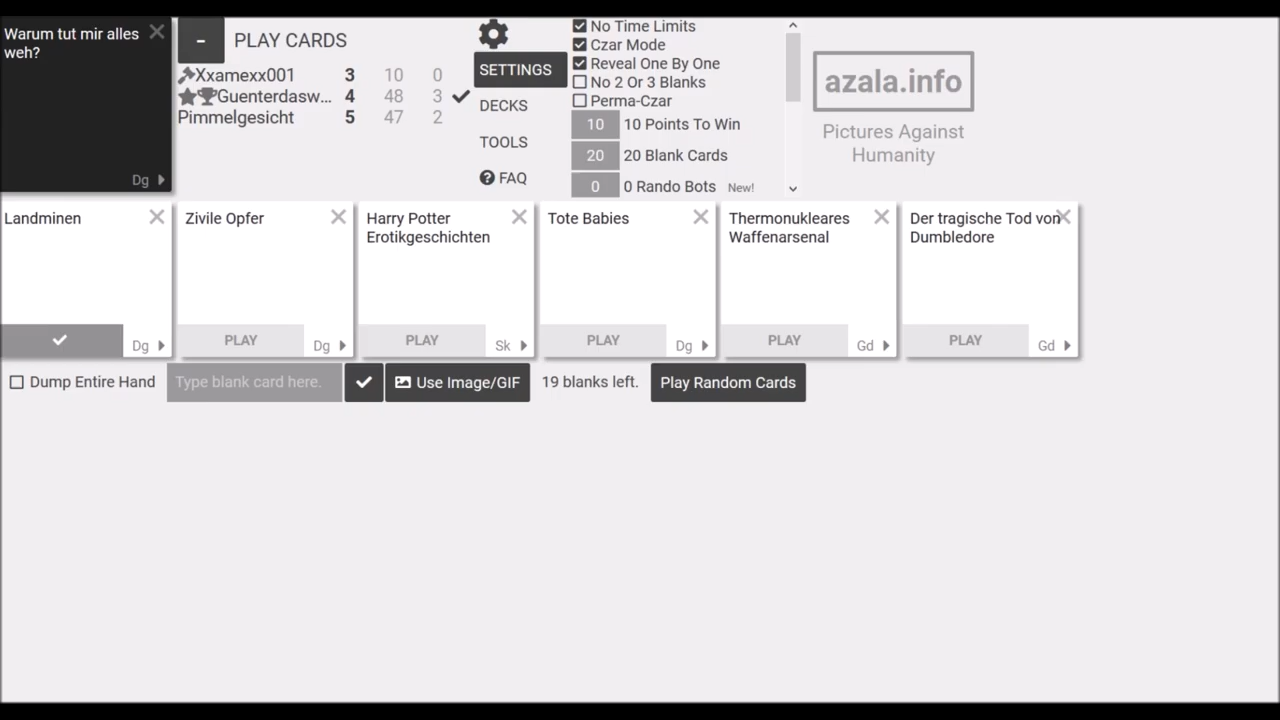 Warum tut mir alles
weh?
Dg
-
PLAY CARDS
Xxamexx001 3 10 0
Guenterdasw... 4 48 3
Pimmelgesicht 5 47 2
SETTINGS
DECKS
TOOLS
FAQ
No Time Limits
Czar Mode
Reveal One By One
No 2 Or 3 Blanks
Perma-Czar
10 10 Points To Win
20 20 Blank Cards
0 0 Rando Bots New!
azala.info
Pictures Against
Humanity
Landminen
Dg
Zivile Opfer
PLAY Dg
Harry Potter
Erotikgeschichten
PLAY Sk
Tote Babies
PLAY Dg
Thermonukleares
Waffenarsenal
PLAY Gd
Der tragische Tod von
Dumbledore
PLAY Gd
Dump Entire Hand Type blank card here. Use Image/GIF 19 blanks left. Play Random Cards